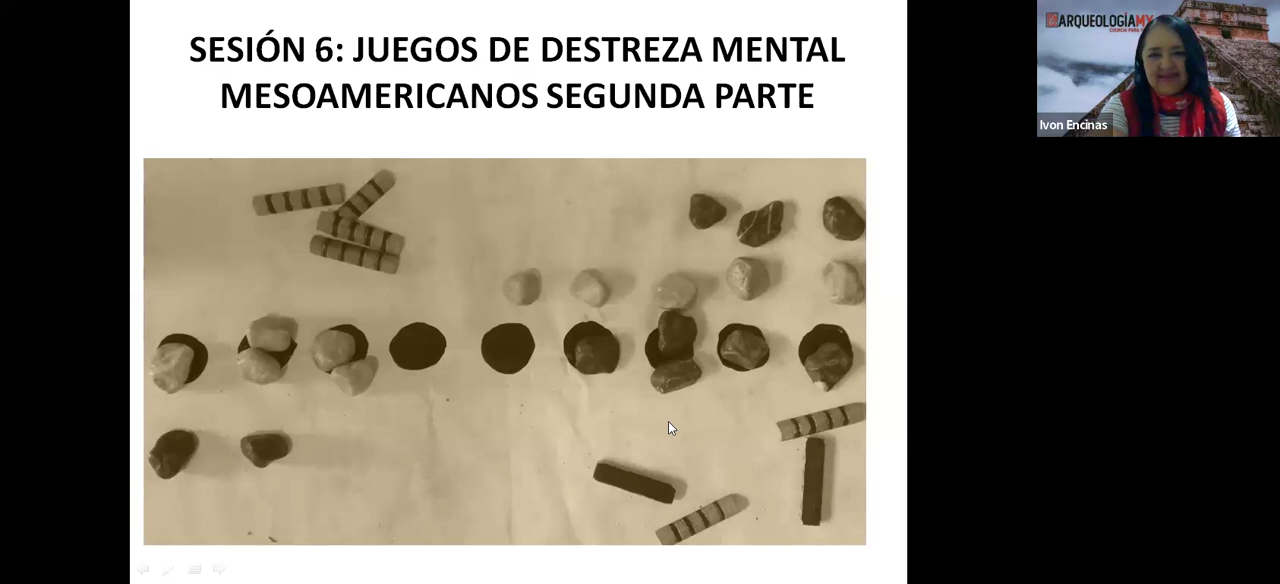 SESIÓN 6: JUEGOS DE DESTREZA MENTAL
MESOAMERICANOS SEGUNDA PARTE
ARQUEOLOGÍAMX
Ivon Encinas